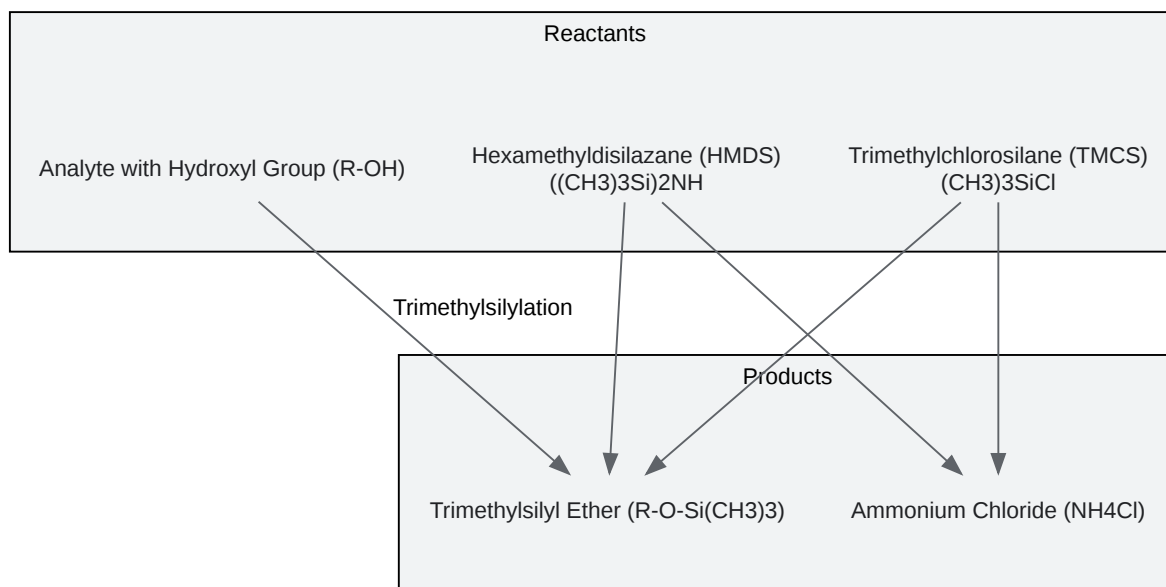 Reactants
Analyte with Hydroxyl Group (R-OH)
Hexamethyldisilazane (HMDS)
((CH3)3Si)2NH
Trimethylchlorosilane (TMCS)
(CH3)3SiCl
Trimethylsilylation
Products
Trimethylsilyl Ether (R-O-Si(CH3)3)
Ammonium Chloride (NH4Cl)